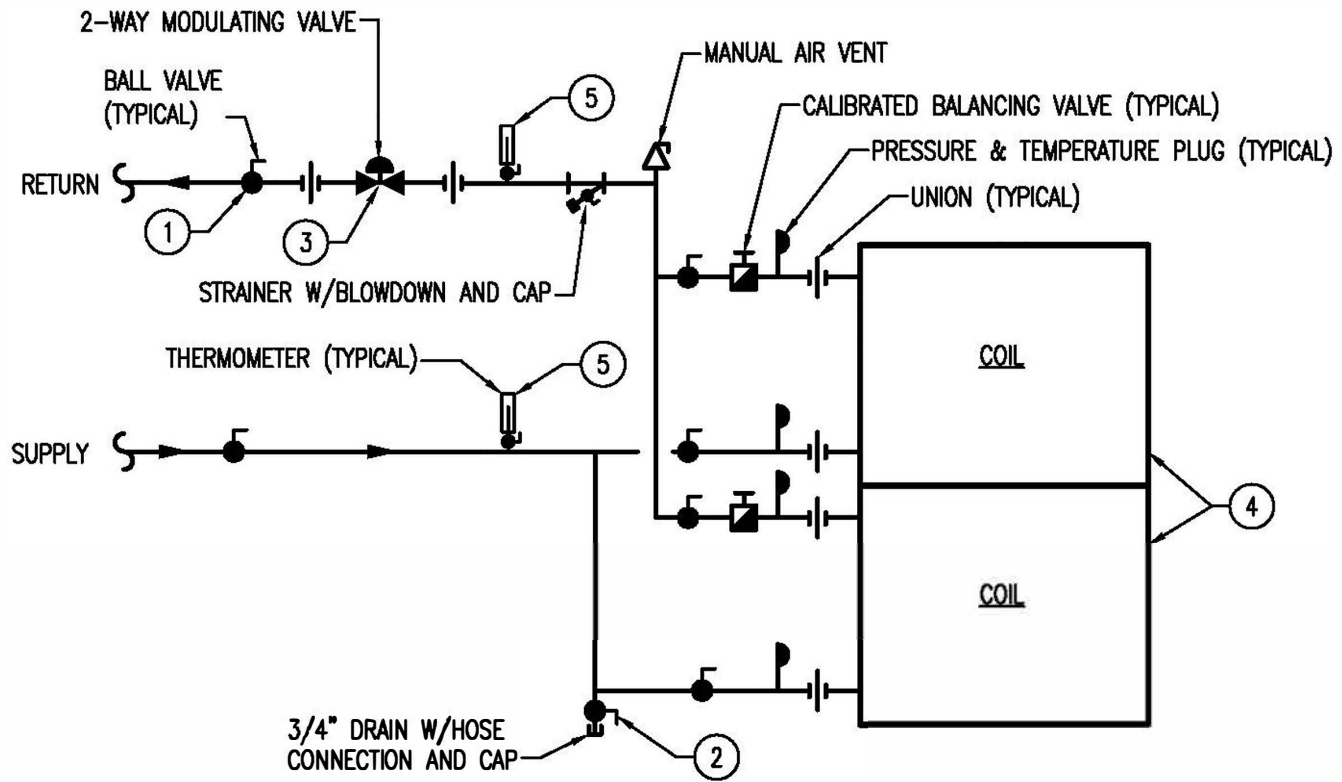 2-WAY MODULATING VALVE
MANUAL AIR VENT
BALL VALVE
(TYPICAL)
5
CALIBRATED BALANCING VALVE (TYPICAL)
PRESSURE & TEMPERATURE PLUG (TYPICAL)
RETURN
UNION (TYPICAL)
1
3
STRAINER W/BLOWDOWN AND CAP
THERMOMETER (TYPICAL)
5
COIL
SUPPLY
4
COIL
3/4" DRAIN W/HOSE
CONNECTION AND CAP
2